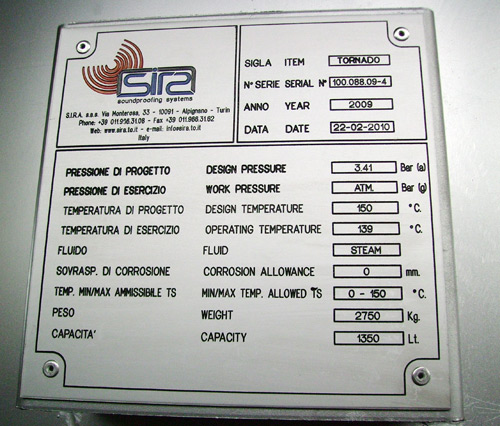 sira
soundproofing systems
S.I.R.A. s.a.s. Via Monterosa, 33 - 10091 - Alpignano - Turin
Phone: +39 011.966.31.06 - Fax +39 011.966.31.62
Web: www.sira.to.it - e-mail: info@sira.to.it
Italy
SIGLA ITEM TORNADO
N° SERIE SERIAL N° 100.088.09-4
ANNO YEAR 2009
DATA DATE 22-02-2010
PRESSIONE DI PROGETTO DESIGN PRESSURE 3.41 Bar (a)
PRESSIONE DI ESERCIZIO WORK PRESSURE ATM. Bar (g)
TEMPERATURA DI PROGETTO DESIGN TEMPERATURE 150 °C.
TEMPERATURA DI ESERCIZIO OPERATING TEMPERATURE 139 °C.
FLUIDO FLUID STEAM
SOVRASP. DI CORROSIONE CORROSION ALLOWANCE 0 mm.
TEMP. MIN/MAX AMMISSIBILE TS MIN/MAX TEMP. ALLOWED TS 0 - 150 °C.
PESO WEIGHT 2750 Kg.
CAPACITA' CAPACITY 1350 Lt.